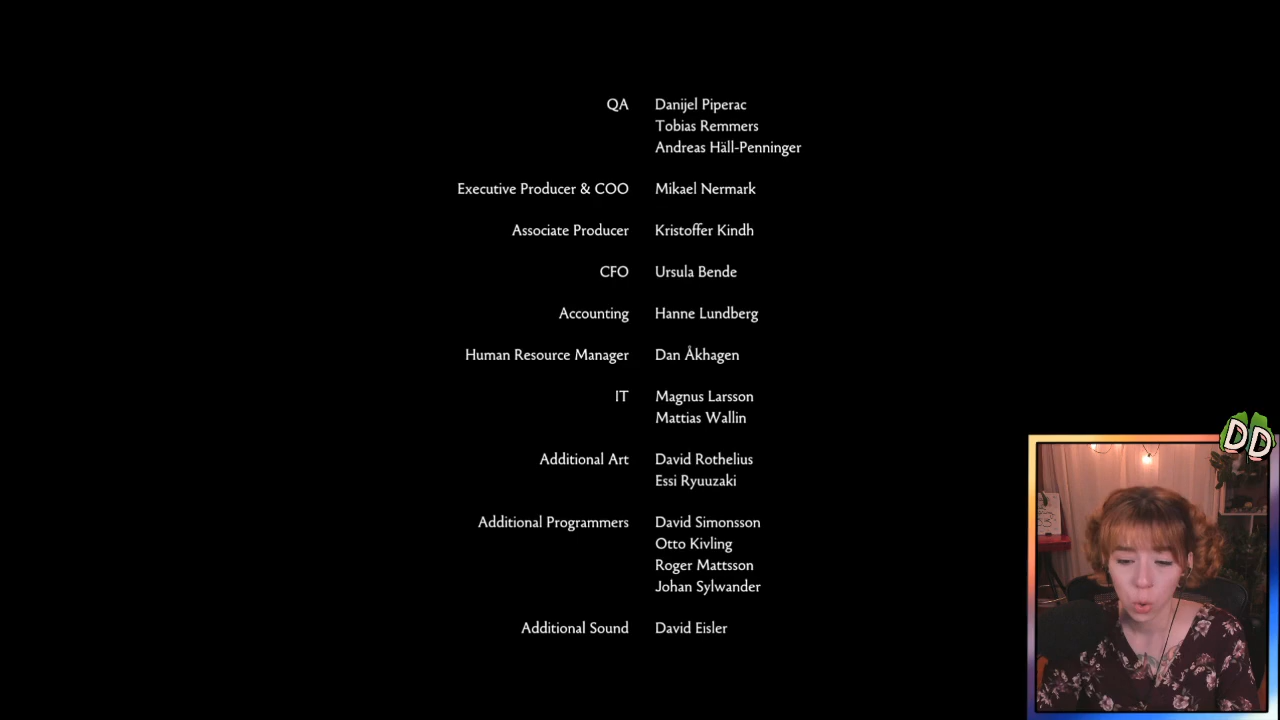 QA Danijel Piperac
Tobias Remmers
Andreas Häll-Penninger
Executive Producer & COO Mikael Nermark
Associate Producer Kristoffer Kindh
CFO Ursula Bende
Accounting Hanne Lundberg
Human Resource Manager Dan Åkhagen
IT Magnus Larsson
Mattias Wallin
Additional Art David Rothelius
Essi Ryuuzaki
Additional Programmers David Simonsson
Otto Kivling
Roger Mattsson
Johan Sylwander
Additional Sound David Eisler
DD